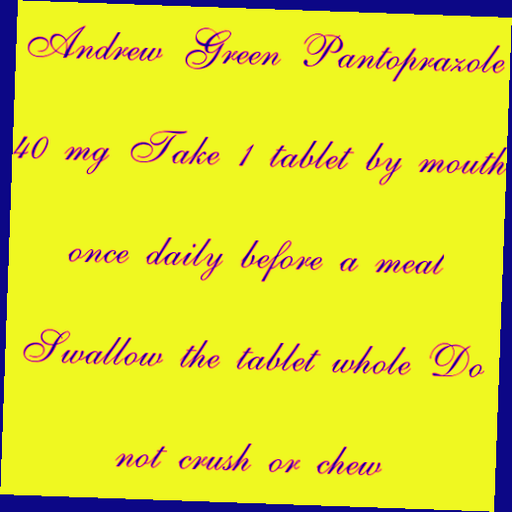 Andrew Green Pantoprazole
40 mg Take 1 tablet by mouth
once daily before a meal
Swallow the tablet whole Do
not crush or chew